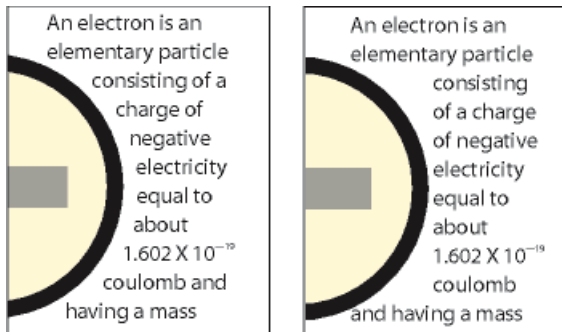 An electron is an
elementary particle
consisting of a
charge of
negative
electricity
equal to
about
1.602 X 10⁻¹⁹
coulomb and
having a mass
An electron is an
elementary particle
consisting
of a charge
of negative
electricity
equal to
about
1.602 X 10⁻¹⁹
coulomb
and having a mass